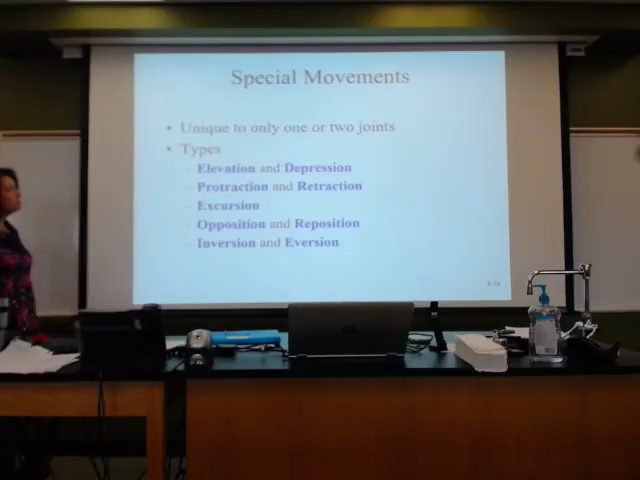 Special Movements
• Unique to only one or two joints
• Types
– Elevation and Depression
– Protraction and Retraction
– Excursion
– Opposition and Reposition
– Inversion and Eversion